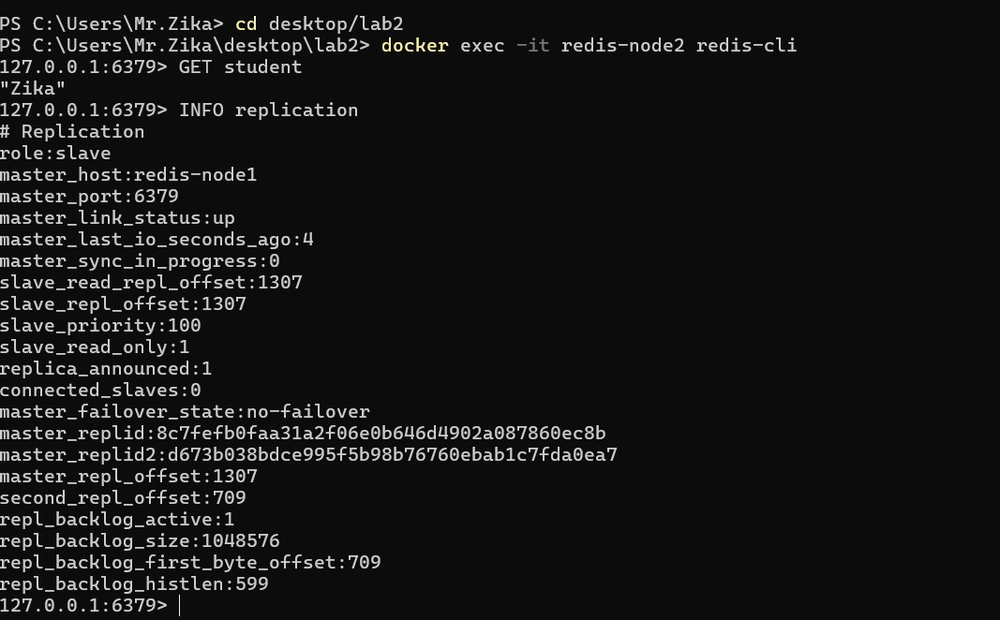 PS C:\Users\Mr.Zika> cd desktop/lab2
PS C:\Users\Mr.Zika\desktop\lab2> docker exec -it redis-node2 redis-cli
127.0.0.1:6379> GET student
"Zika"
127.0.0.1:6379> INFO replication
# Replication
role:slave
master_host:redis-node1
master_port:6379
master_link_status:up
master_last_io_seconds_ago:4
master_sync_in_progress:0
slave_read_repl_offset:1307
slave_repl_offset:1307
slave_priority:100
slave_read_only:1
replica_announced:1
connected_slaves:0
master_failover_state:no-failover
master_replid:8c7fefb0faa31a2f06e0b646d4902a087860ec8b
master_replid2:d673b038bdce995f5b98b76760ebab1c7fda0ea7
master_repl_offset:1307
second_repl_offset:709
repl_backlog_active:1
repl_backlog_size:1048576
repl_backlog_first_byte_offset:709
repl_backlog_histlen:599
127.0.0.1:6379>